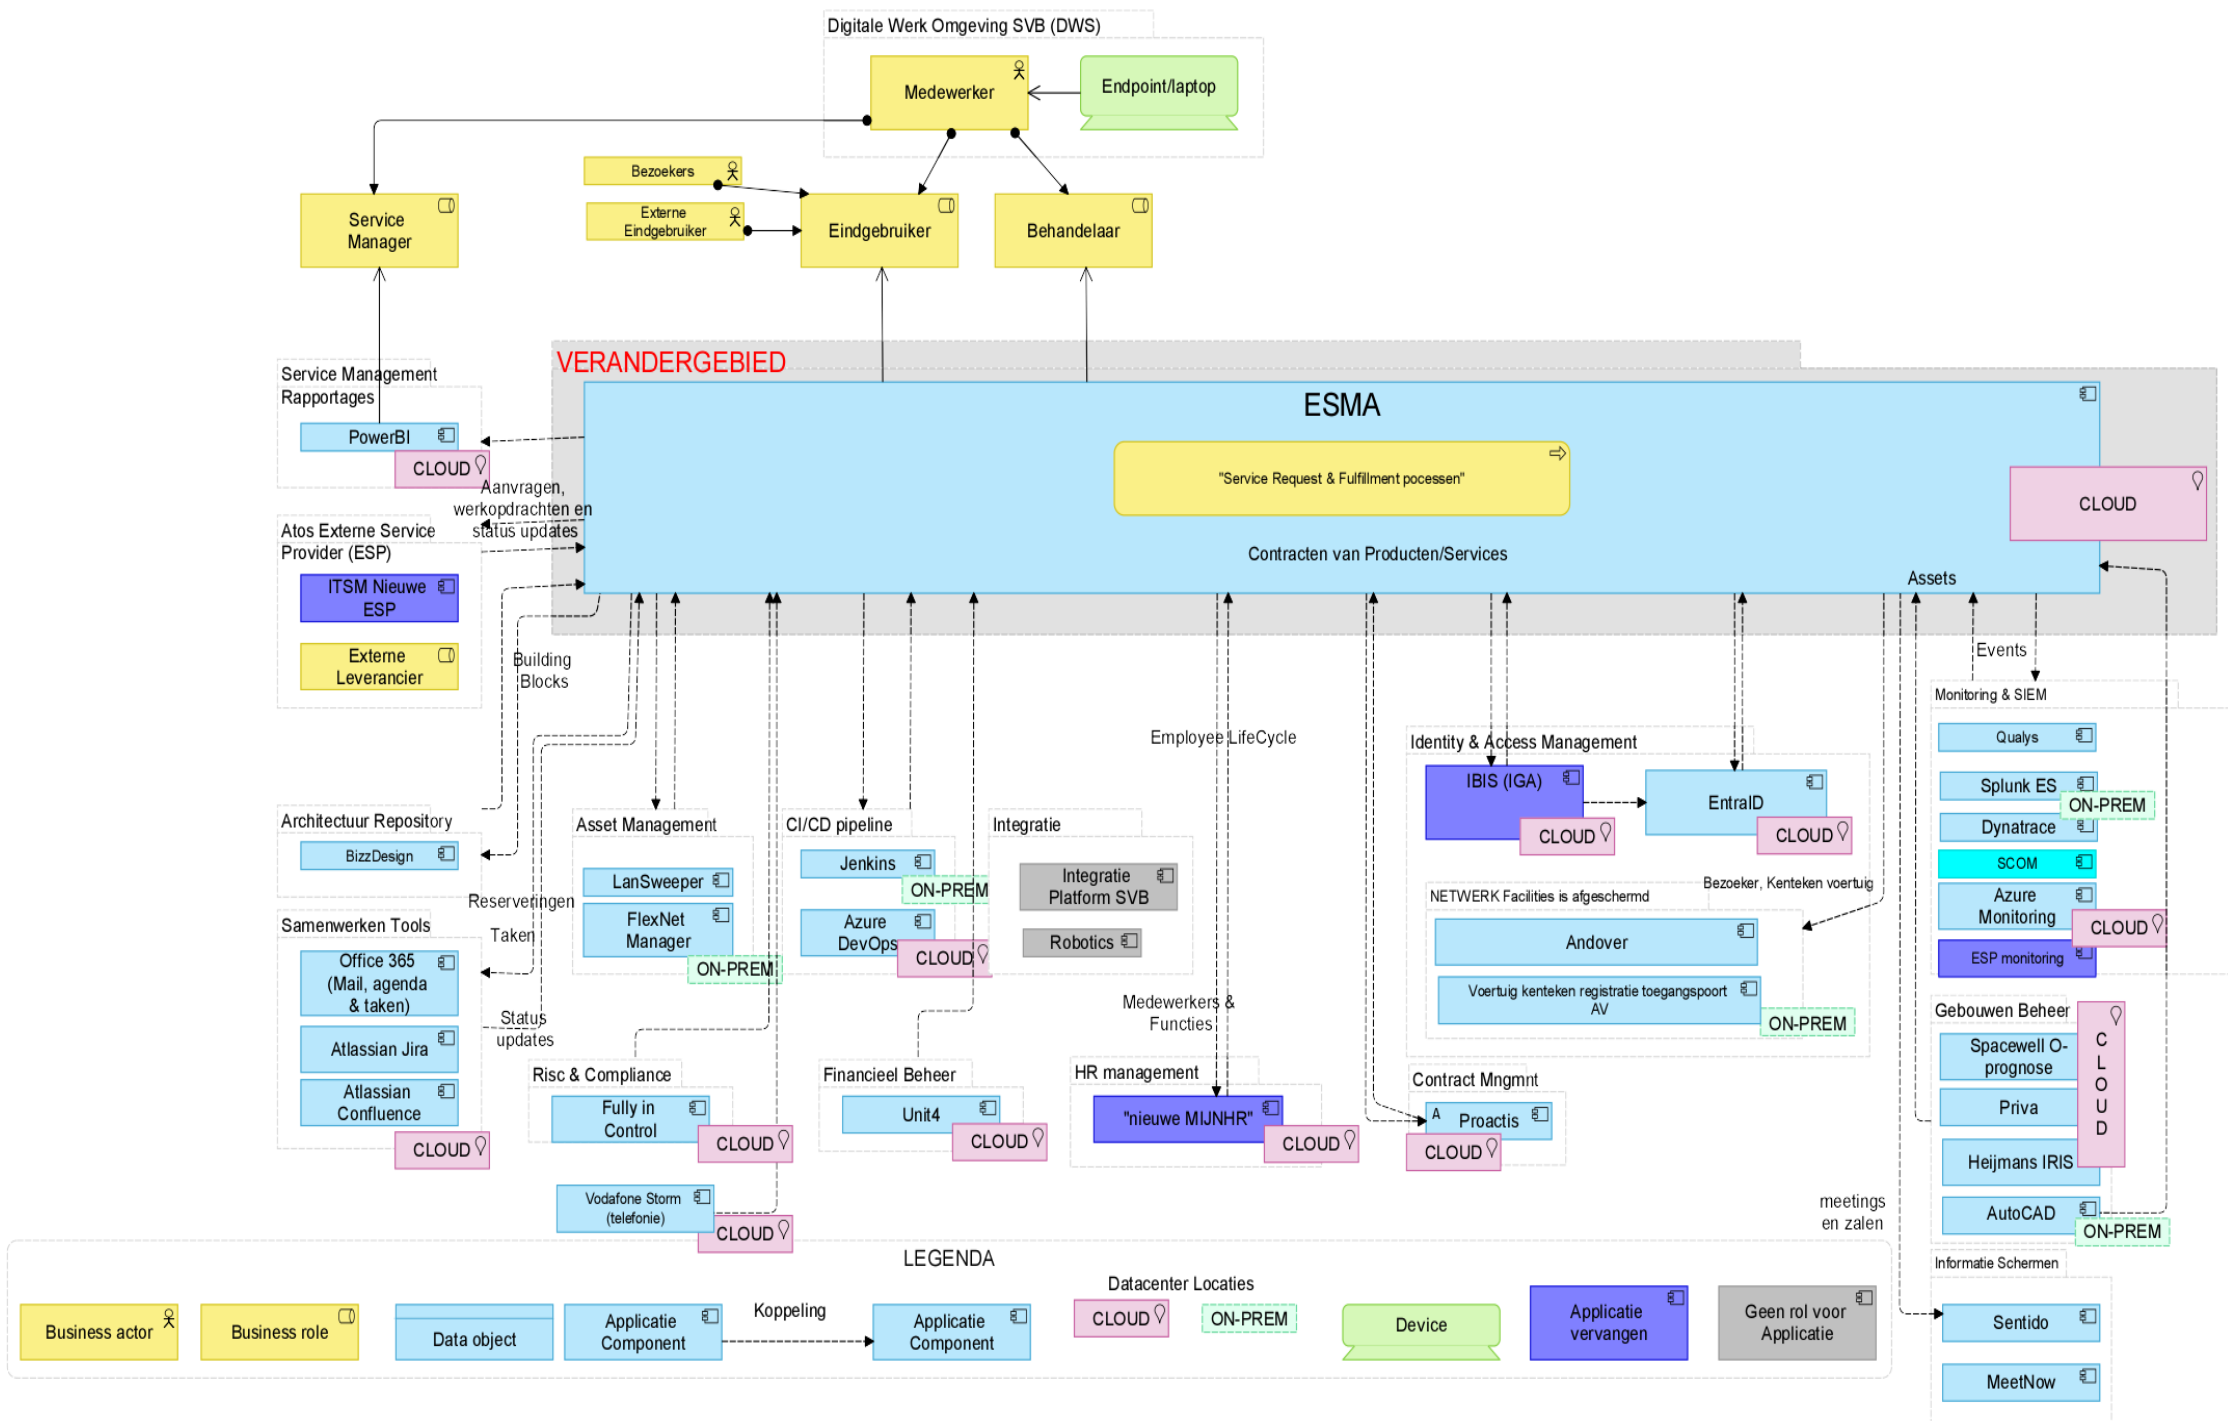 Digitale Werk Omgeving SVB (DWS)
Medewerker
Endpoint/laptop
Bezoekers
Externe
Eindgebruiker
Service
Manager
Eindgebruiker
Behandelaar
VERANDERGEBIED
ESMA
"Service Request & Fulfillment pocessen"
CLOUD
Contracten van Producten/Services
Assets
Service Management
Rapportages
PowerBI
CLOUD
Aanvragen,
werkopdrachten en
status updates
Atos Externe Service
Provider (ESP)
ITSM Nieuwe
ESP
Externe
Leverancier
Building
Blocks
Events
Employee LifeCycle
Architectuur Repository
BizzDesign
Reserveringen
Taken
Samenwerken Tools
Office 365
(Mail, agenda
& taken)
Atlassian Jira
Atlassian
Confluence
CLOUD
Status
updates
Asset Management
LanSweeper
FlexNet
Manager
ON-PREM
CI/CD pipeline
Jenkins
ON-PREM
Azure
DevOps
CLOUD
Integratie
Integratie
Platform SVB
Robotics
Medewerkers &
Functies
Identity & Access Management
IBIS (IGA)
CLOUD
EntraID
CLOUD
Bezoeker, Kenteken voertuig
NETWERK Facilities is afgeschermd
Andover
Voertuig kenteken registratie toegangspoort
AV
ON-PREM
Monitoring & SIEM
Qualys
Splunk ES
ON-PREM
Dynatrace
SCOM
Azure
Monitoring
CLOUD
ESP monitoring
Risc & Compliance
Fully in
Control
CLOUD
Vodafone Storm
(telefonie)
CLOUD
Financieel Beheer
Unit4
CLOUD
HR management
"nieuwe MIJNHR"
CLOUD
Contract Mngmnt
A
Proactis
CLOUD
Gebouwen Beheer
C
L
O
U
D
Spacewell O-
prognose
Priva
Heijmans IRIS
AutoCAD
ON-PREM
meetings
en zalen
Informatie Schermen
Sentido
MeetNow
LEGENDA
Business actor
Business role
Data object
Applicatie
Component
Koppeling
Applicatie
Component
Datacenter Locaties
CLOUD
ON-PREM
Device
Applicatie
vervangen
Geen rol voor
Applicatie